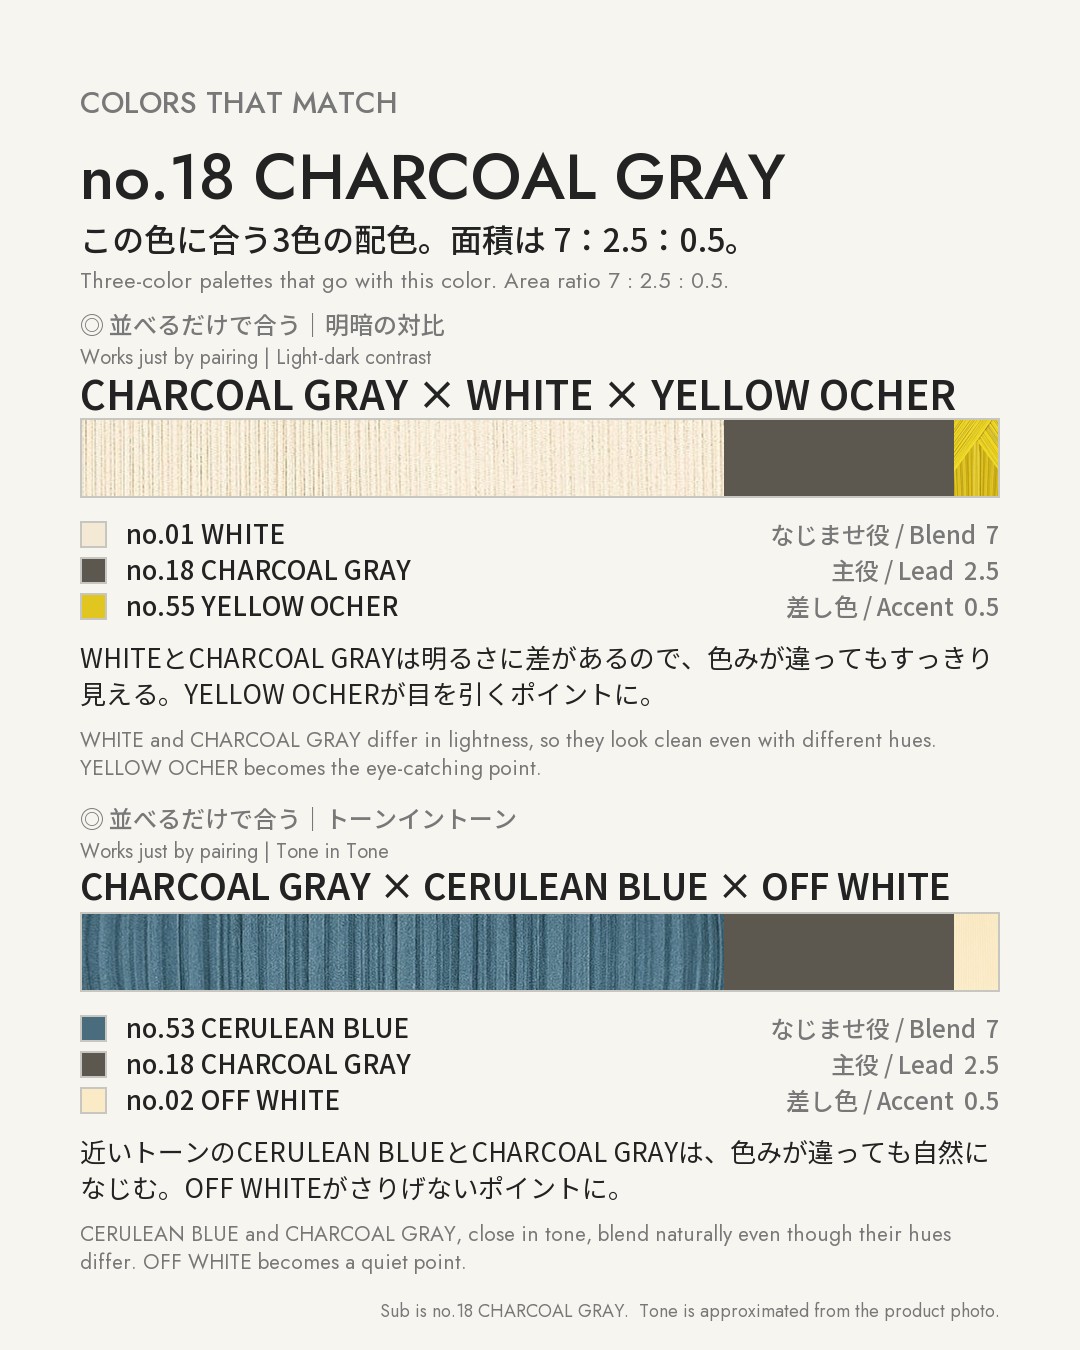 COLORS THAT MATCH
no.18 CHARCOAL GRAY
この色に合う3色の配色。面積は 7：2.5：0.5。
Three-color palettes that go with this color. Area ratio 7 : 2.5 : 0.5.
◎ 並べるだけで合う｜明暗の対比
Works just by pairing | Light-dark contrast
CHARCOAL GRAY × WHITE × YELLOW OCHER
no.01 WHITE なじませ役 / Blend 7
no.18 CHARCOAL GRAY 主役 / Lead 2.5
no.55 YELLOW OCHER 差し色 / Accent 0.5
WHITEとCHARCOAL GRAYは明るさに差があるので、色みが違ってもすっきり
見える。YELLOW OCHERが目を引くポイントに。
WHITE and CHARCOAL GRAY differ in lightness, so they look clean even with different hues.
YELLOW OCHER becomes the eye-catching point.
◎ 並べるだけで合う｜トーンイントーン
Works just by pairing | Tone in Tone
CHARCOAL GRAY × CERULEAN BLUE × OFF WHITE
no.53 CERULEAN BLUE なじませ役 / Blend 7
no.18 CHARCOAL GRAY 主役 / Lead 2.5
no.02 OFF WHITE 差し色 / Accent 0.5
近いトーンのCERULEAN BLUEとCHARCOAL GRAYは、色みが違っても自然に
なじむ。OFF WHITEがさりげないポイントに。
CERULEAN BLUE and CHARCOAL GRAY, close in tone, blend naturally even though their hues
differ. OFF WHITE becomes a quiet point.
Sub is no.18 CHARCOAL GRAY. Tone is approximated from the product photo.